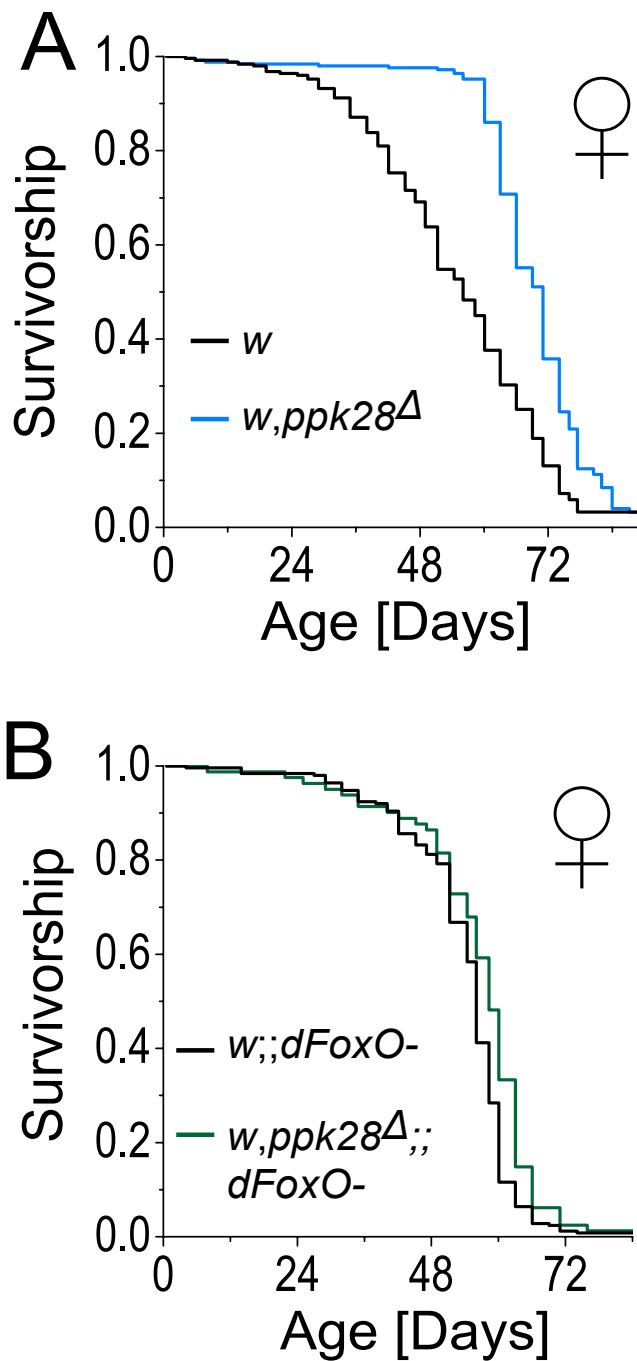 A
1.0
0.8
0.6
0.4
0.2
0.0
Survivorship
w
w,ppk28Δ
0 24 48 72
Age [Days]
B
1.0
0.8
0.6
0.4
0.2
0.0
Survivorship
w;;dFoxO-
w,ppk28Δ;;
dFoxO-
0 24 48 72
Age [Days]